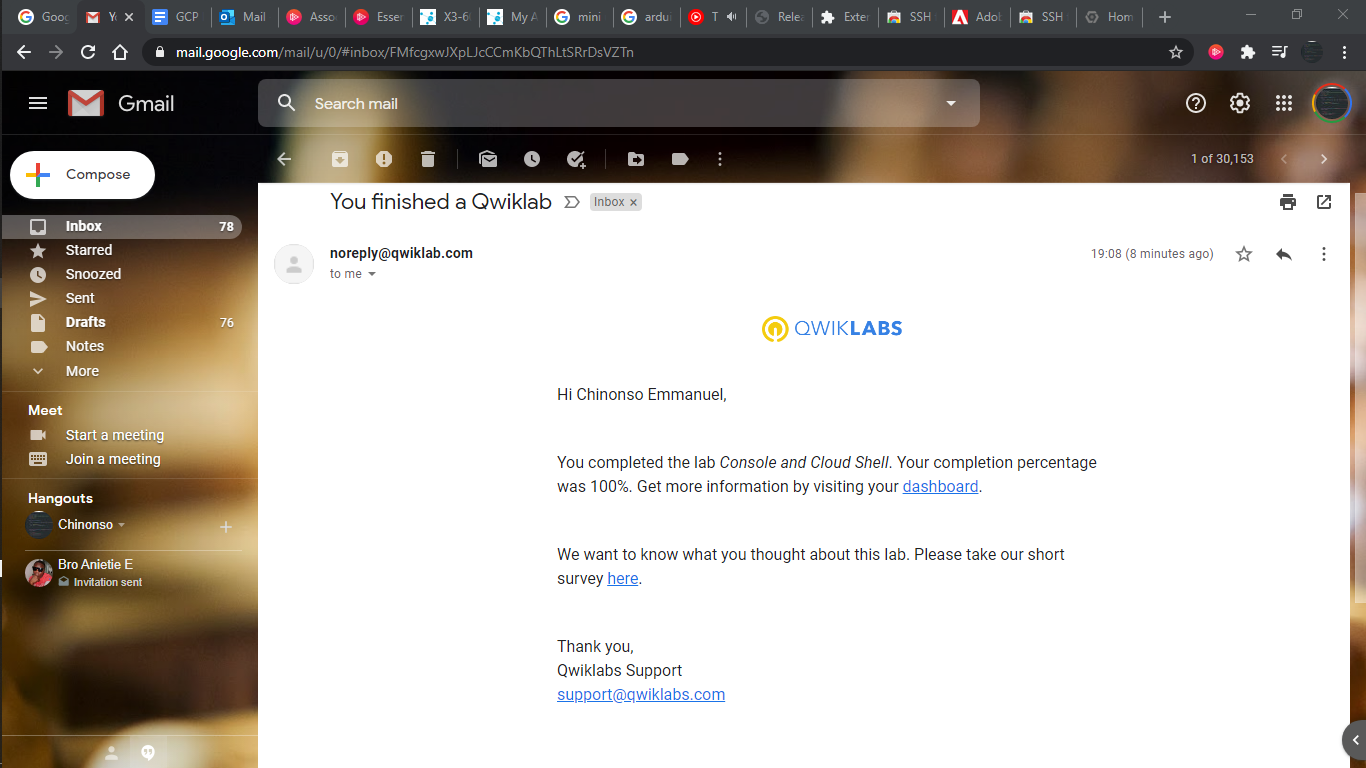 Goog
Yo
GCP
Mail
Asso
Essen
X3-6
My A
mini
ardu
T
Relea
Exter
SSH
Adob
SSH
Hom
mail.google.com/mail/u/0/#inbox/FMfcgxwJXpLJcCCmKbQThLtSRrDsVZTn
Gmail
Search mail
Compose
1 of 30,153
Inbox 78
Starred
Snoozed
Sent
Drafts 76
Notes
More
Meet
Start a meeting
Join a meeting
Hangouts
Chinonso
Bro Anietie E
Invitation sent
You finished a Qwiklab Inbox x
noreply@qwiklab.com 19:08 (8 minutes ago)
to me
QWIKLABS
Hi Chinonso Emmanuel,
You completed the lab Console and Cloud Shell. Your completion percentage
was 100%. Get more information by visiting your dashboard.
We want to know what you thought about this lab. Please take our short
survey here.
Thank you,
Qwiklabs Support
support@qwiklabs.com